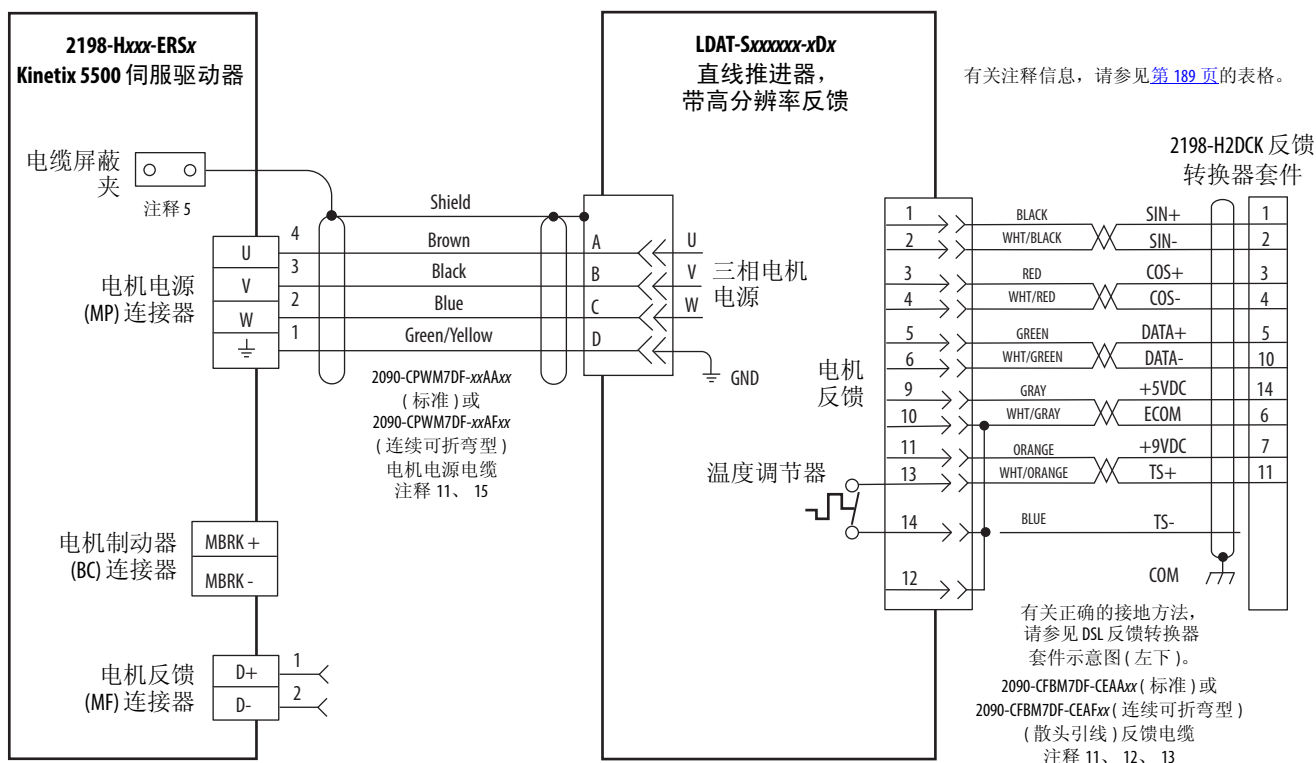 2198-Hxxx-ERSx
Kinetix 5500 伺服驱动器
LDAT-Sxxxxxx-xDx
直线推进器，
带高分辨率反馈
有关注释信息，请参见第 189 页的表格。
2198-H2DCK 反馈
转换器套件
电缆屏蔽
夹
注释 5
Shield
电机电源
(MP) 连接器
U 4 Brown A U
V 3 Black B V
W 2 Blue C W
1 Green/Yellow D
GND
三相电机
电源
2090-CPWM7DF-xxAAxx
( 标准 ) 或
2090-CPWM7DF-xxAFxx
( 连续可折弯型 )
电机电源电缆
注释 11、 15
电机
反馈
1 BLACK SIN+ 1
2 WHT/BLACK SIN- 2
3 RED COS+ 3
4 WHT/RED COS- 4
5 GREEN DATA+ 5
6 WHT/GREEN DATA- 10
9 GRAY +5VDC 14
10 WHT/GRAY ECOM 6
11 ORANGE +9VDC 7
13 WHT/ORANGE TS+ 11
14 BLUE TS-
12
COM
温度调节器
电机制动器
(BC) 连接器
MBRK +
MBRK -
电机反馈
(MF) 连接器
D+ 1
D- 2
有关正确的接地方法，
请参见 DSL 反馈转换器
套件示意图 ( 左下 )。
2090-CFBM7DF-CEAAxx ( 标准 ) 或
2090-CFBM7DF-CEAFxx ( 连续可折弯型 )
( 散头引线 ) 反馈电缆
注释 11、 12、 13